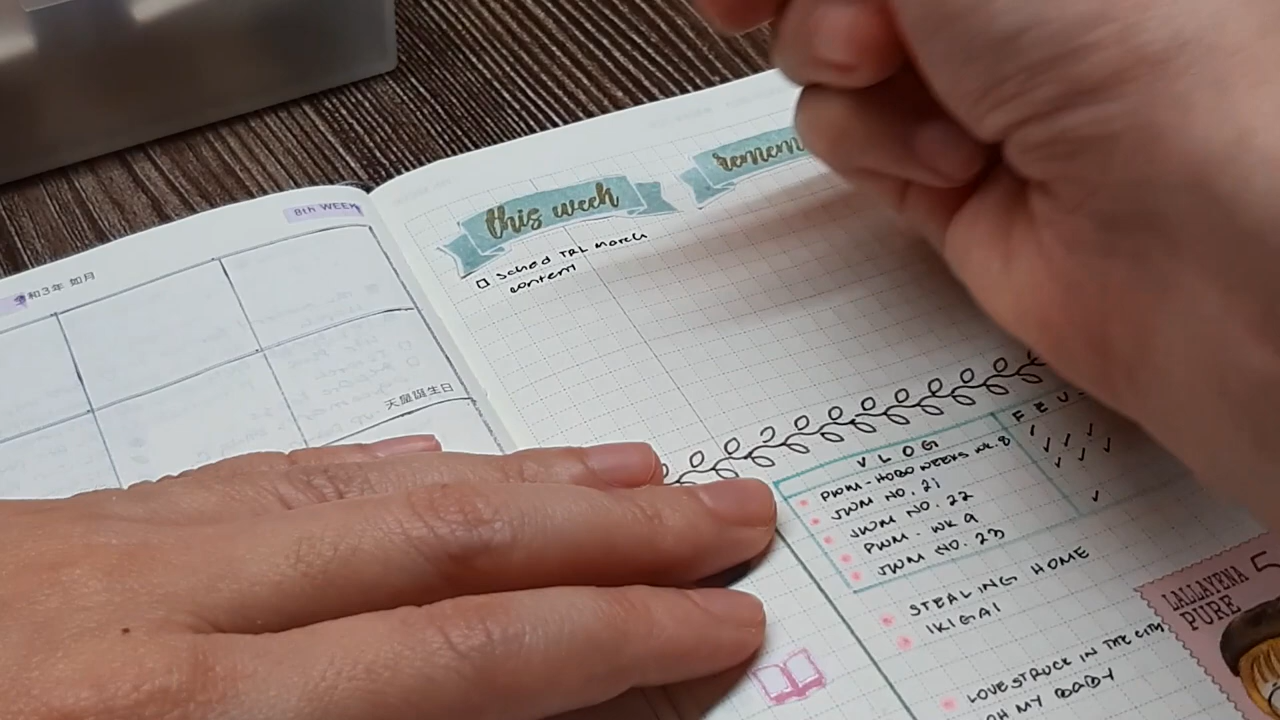 8th WEEK
和3年 如月
天皇誕生日
this week
remem
□ Sched TRL March
content
VLOG
F E U
PWM - HOBO WEEKS WK.8
JWM NO. 21
JWM NO. 22
PWM - WK 9
JWM NO. 23
STEALING HOME
IKIGAI
LOVESTRUCK IN THE CITY
OH MY BABY
LALLAYENA 5
PURE